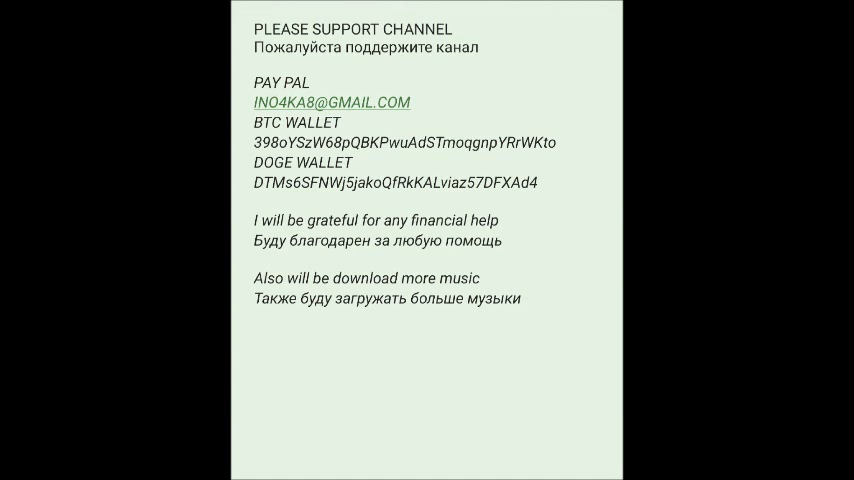 PLEASE SUPPORT CHANNEL
Пожалуйста поддержите канал
PAY PAL
INO4KA8@GMAIL.COM
BTC WALLET
398oYSzW68pQBKPwuAdSTmoqgnpYRrWKto
DOGE WALLET
DTMs6SFNWj5jakoQfRkKALviaz57DFXAd4
I will be grateful for any financial help
Буду благодарен за любую помощь
Also will be download more music
Также буду загружать больше музыки